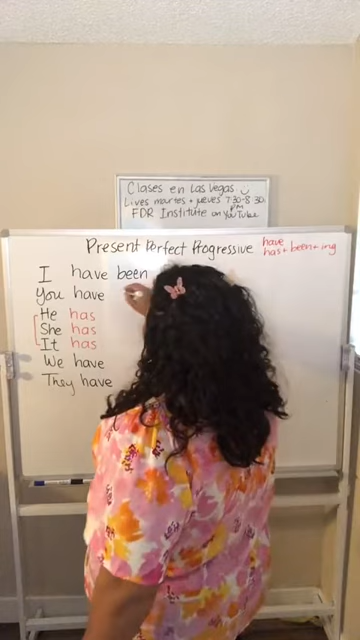 Clases en Las Vegas
Lives martes + jueves 7:30-8:30
PM
FDR Institute on YouTube
Present Perfect Progressive
have
has + been + ing
I have been
You have
He has
She has
It has
We have
They have